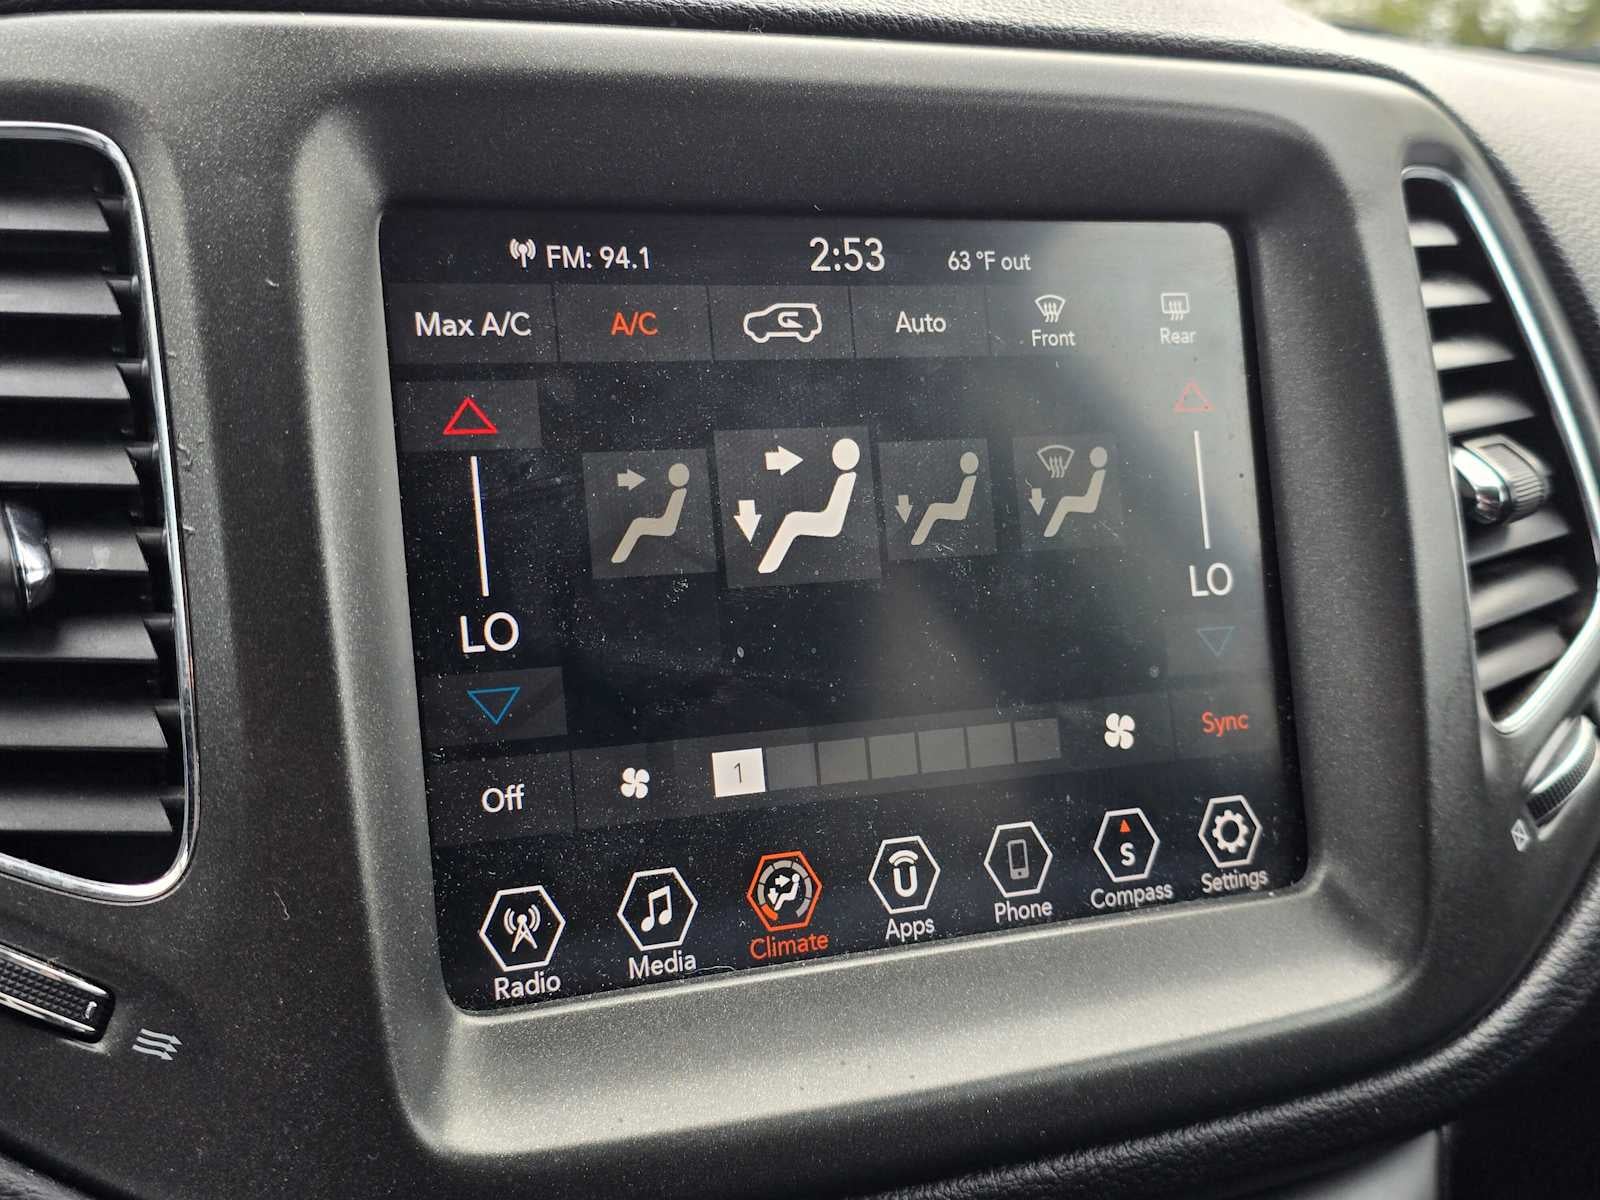 FM: 94.1 2:53 63 °F out
Max A/C A/C Auto Front Rear
LO LO
Sync
Off 1
Radio Media Climate Apps Phone S Compass Settings